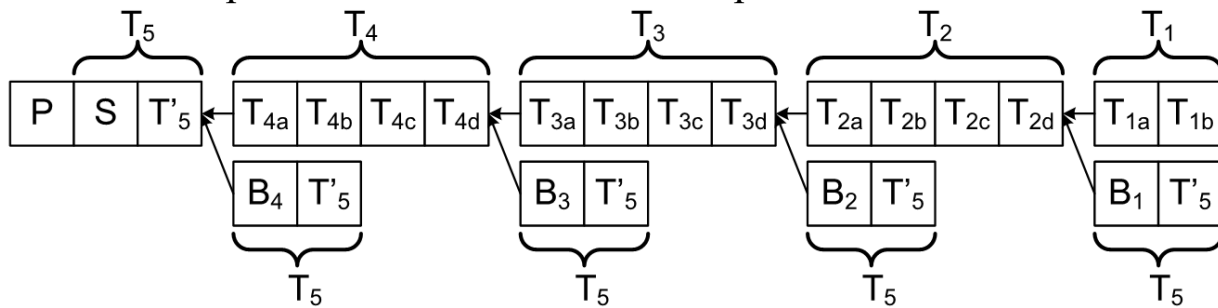 T5 T4 T3 T2 T1
P S T'5 T4a T4b T4c T4d T3a T3b T3c T3d T2a T2b T2c T2d T1a T1b
B4 T'5 B3 T'5 B2 T'5 B1 T'5
T5 T5 T5 T5